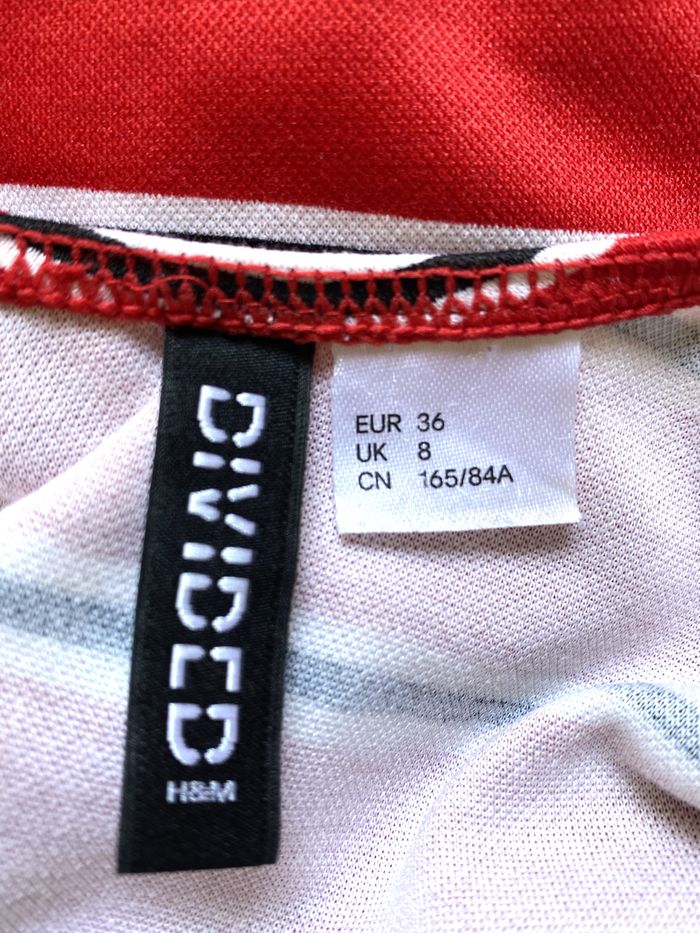 DIVIDED
H&M
EUR 36
UK 8
CN 165/84A